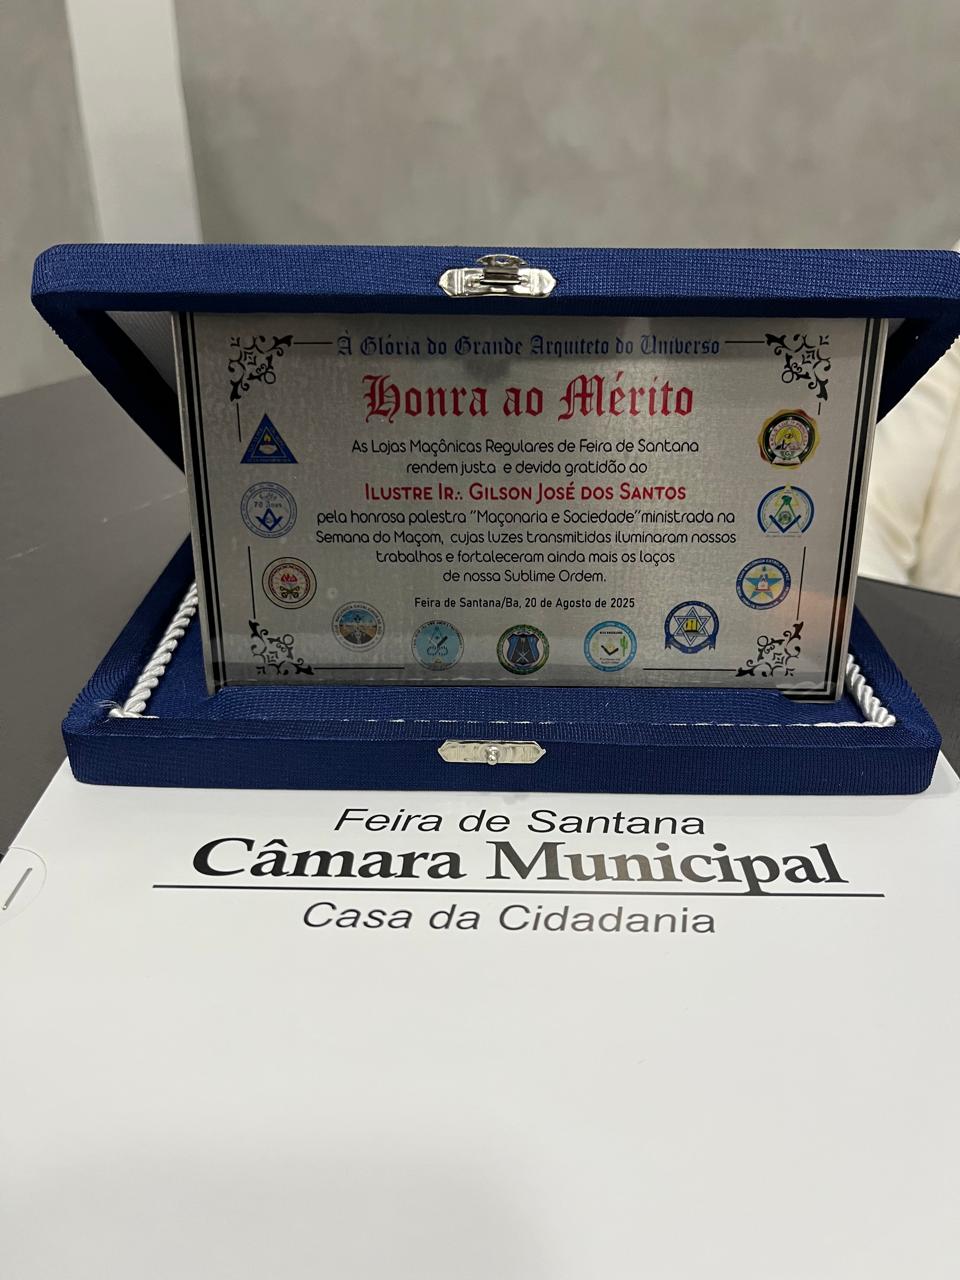 À Glória do Grande Arquiteto do Universo
Honra ao Mérito
As Lojas Maçônicas Regulares de Feira de Santana
rendem justa e devida gratidão ao
ILUSTRE IR∴ GILSON JOSÉ DOS SANTOS
pela honrosa palestra "Maçonaria e Sociedade" ministrada na
Semana do Maçom, cujas luzes transmitidas iluminaram nossos
trabalhos e fortaleceram ainda mais os laços
de nossa Sublime Ordem.
Feira de Santana/Ba, 20 de Agosto de 2025
70 Anos
Feira de Santana
Câmara Municipal
Casa da Cidadania